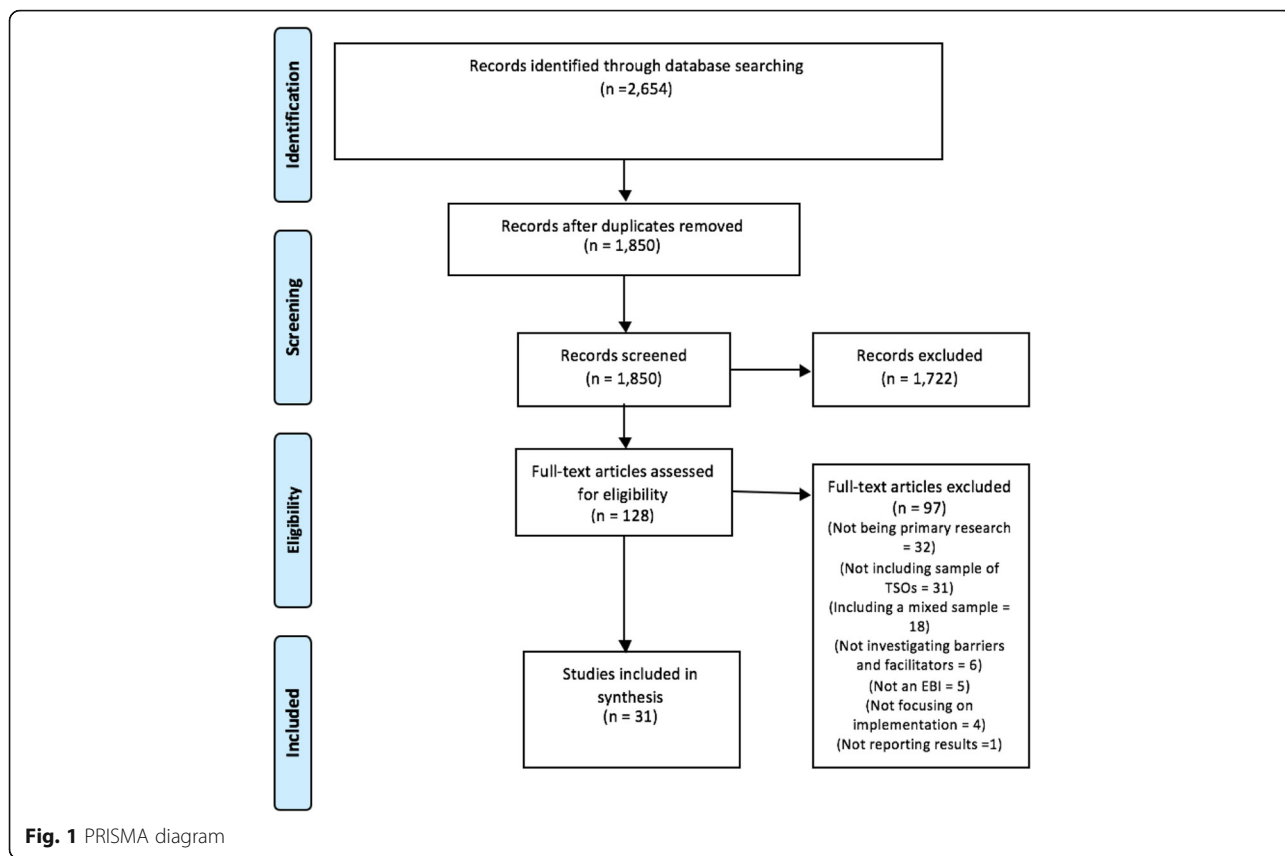 Identification
Records identified through database searching
(n =2,654)
Records after duplicates removed
(n = 1,850)
Screening
Records screened
(n = 1,850)
Records excluded
(n = 1,722)
Eligibility
Full-text articles assessed
for eligibility
(n = 128)
Full-text articles excluded
(n = 97)
(Not being primary research
= 32)
(Not including sample of
TSOs = 31)
(Including a mixed sample =
18)
(Not investigating barriers
and facilitators = 6)
(Not an EBI = 5)
(Not focusing on
implementation = 4)
(Not reporting results =1)
Included
Studies included in
synthesis
(n = 31)
Fig. 1 PRISMA diagram